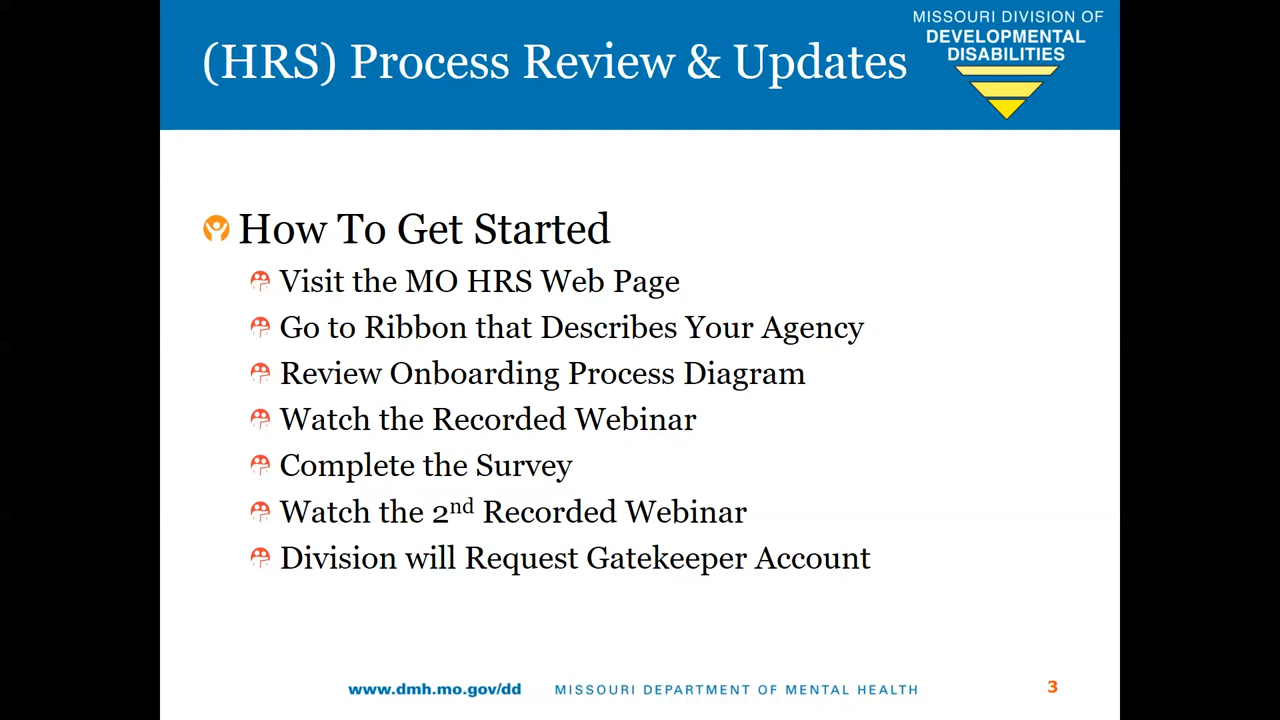 (HRS) Process Review & Updates
MISSOURI DIVISION OF
DEVELOPMENTAL
DISABILITIES
How To Get Started
Visit the MO HRS Web Page
Go to Ribbon that Describes Your Agency
Review Onboarding Process Diagram
Watch the Recorded Webinar
Complete the Survey
Watch the 2nd Recorded Webinar
Division will Request Gatekeeper Account
www.dmh.mo.gov/dd MISSOURI DEPARTMENT OF MENTAL HEALTH 3